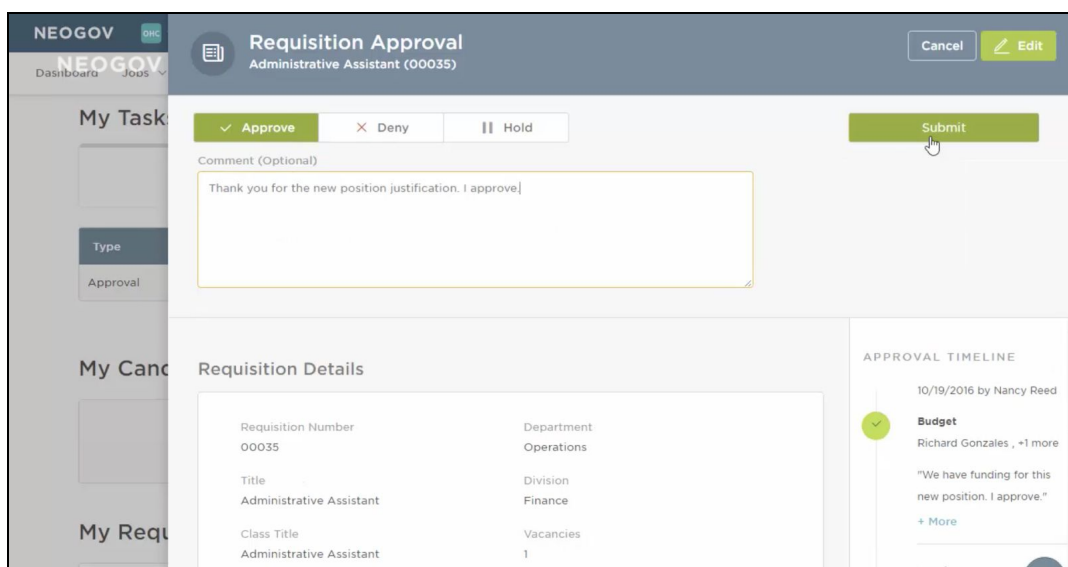 NEOGOV OHC
NEOGOV
Dashboard Jobs
My Task
Type
Approval
My Canc
My Requ
Requisition Approval
Administrative Assistant (00035)
Cancel Edit
Approve Deny Hold
Submit
Comment (Optional)
Thank you for the new position justification. I approve.
Requisition Details
Requisition Number
00035
Department
Operations
Title
Administrative Assistant
Division
Finance
Class Title
Administrative Assistant
Vacancies
1
APPROVAL TIMELINE
10/19/2016 by Nancy Reed
Budget
Richard Gonzales , +1 more
"We have funding for this
new position. I approve."
+ More